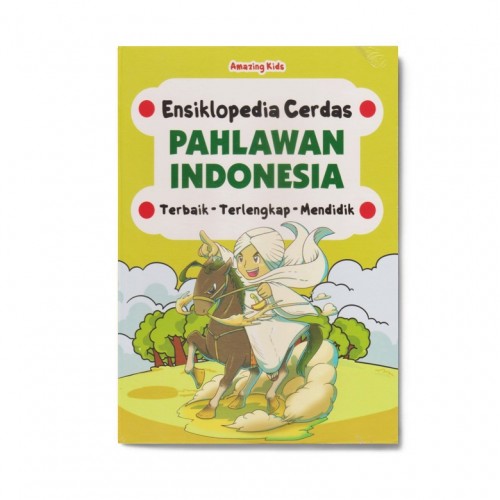 Amazing Kids
Ensiklopedia Cerdas
PAHLAWAN
INDONESIA
Terbaik - Terlengkap - Mendidik